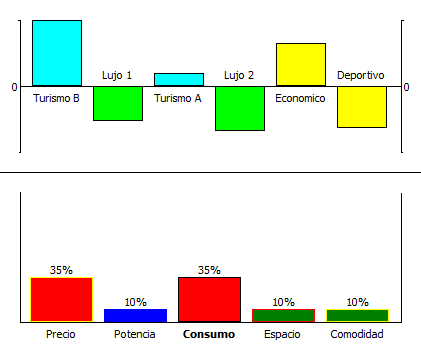 Lujo 1 Lujo 2 Deportivo
0 0
Turismo B Turismo A Economico
35% 35%
10% 10% 10%
Precio Potencia Consumo Espacio Comodidad